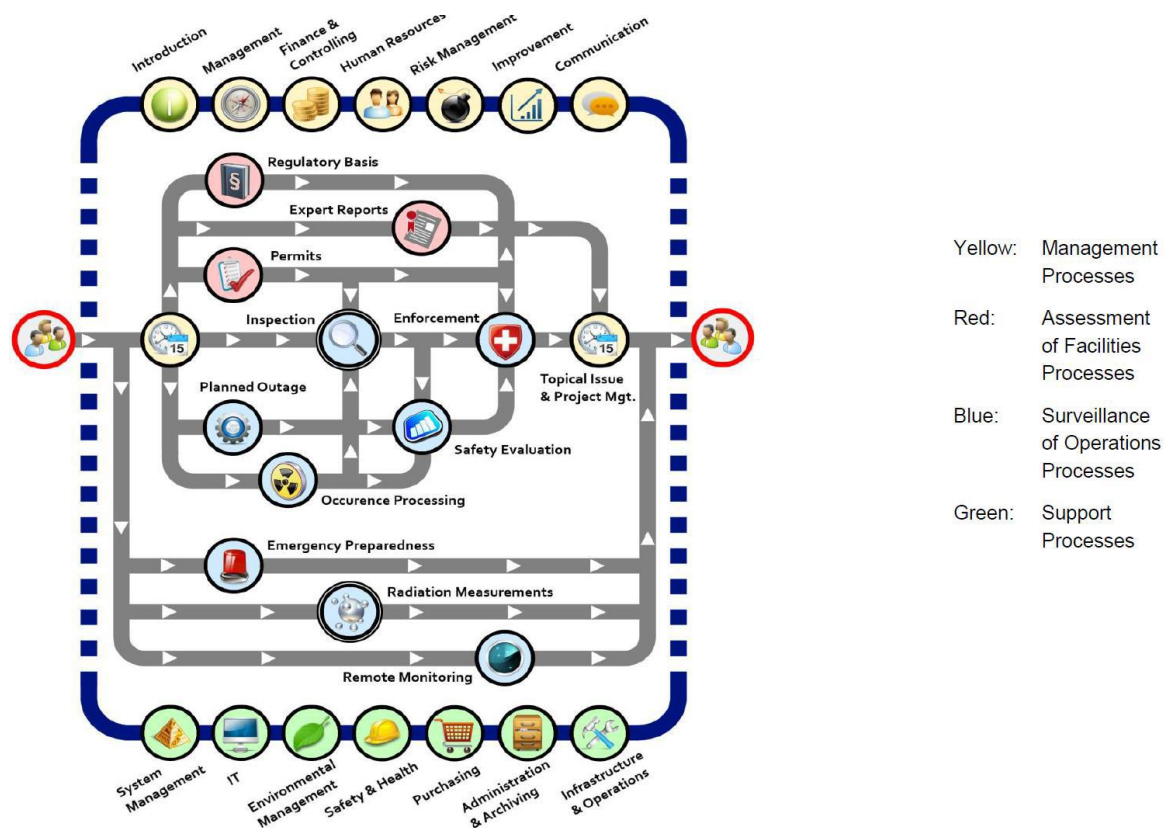 Introduction
Management
Finance &
Controlling
Human Resources
Risk Management
Improvement
Communication
i
Regulatory Basis
§
Expert Reports
Permits
Inspection
Enforcement
15
15
Topical Issue
& Project Mgt.
Planned Outage
Safety Evaluation
Occurence Processing
Emergency Preparedness
Radiation Measurements
Remote Monitoring
System
Management
IT
Environmental
Management
Safety & Health
Purchasing
Administration
& Archiving
Infrastructure
& Operations
Yellow: Management
Processes
Red: Assessment
of Facilities
Processes
Blue: Surveillance
of Operations
Processes
Green: Support
Processes